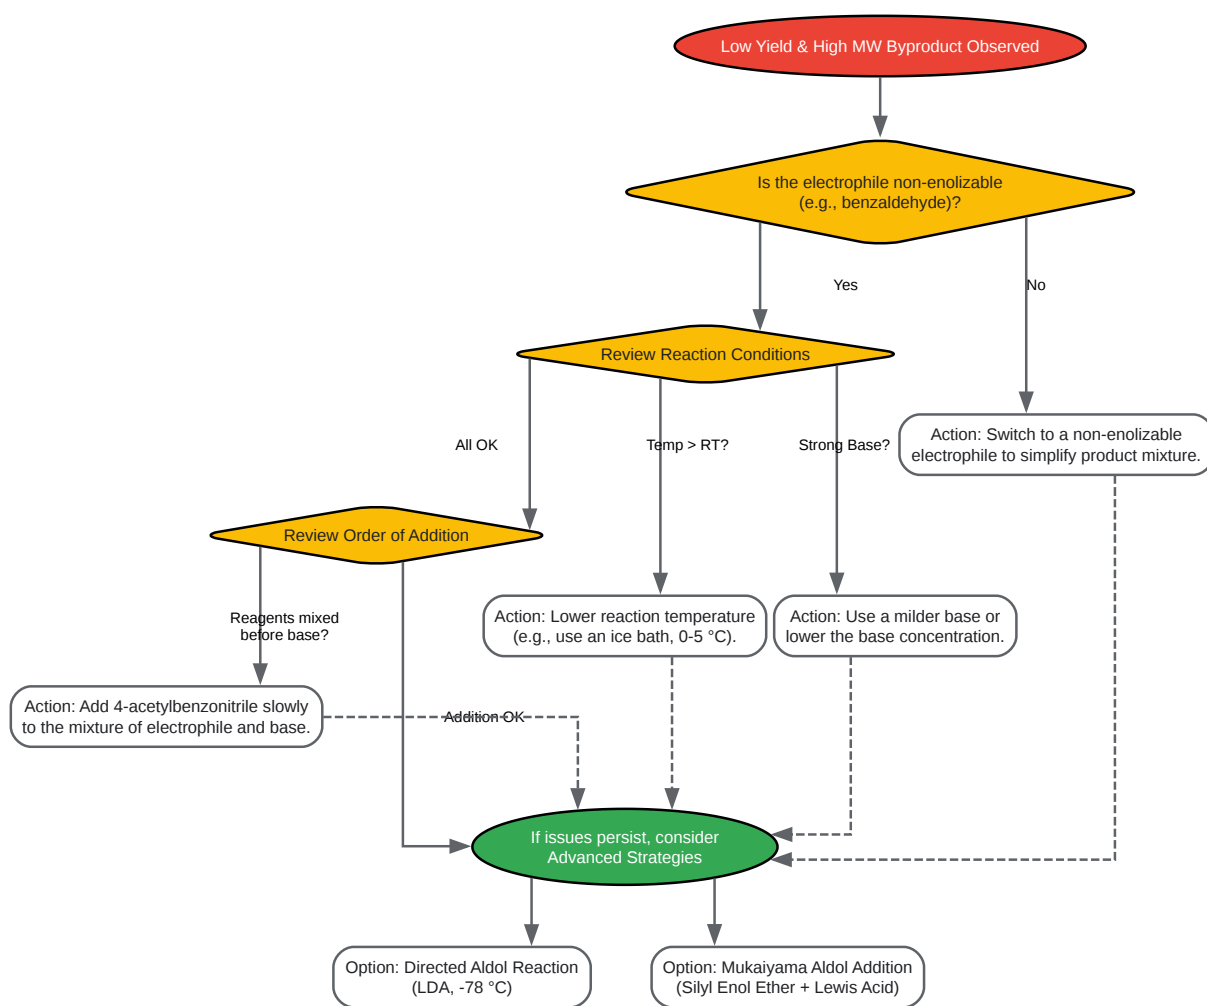 Low Yield & High MW Byproduct Observed
Is the electrophile non-enolizable
(e.g., benzaldehyde)?
Yes
No
Review Reaction Conditions
All OK
Temp > RT?
Strong Base?
Action: Switch to a non-enolizable
electrophile to simplify product mixture.
Review Order of Addition
Reagents mixed
before base?
Action: Lower reaction temperature
(e.g., use an ice bath, 0-5 °C).
Action: Use a milder base or
lower the base concentration.
Action: Add 4-acetylbenzonitrile slowly
to the mixture of electrophile and base.
Addition OK
If issues persist, consider
Advanced Strategies
Option: Directed Aldol Reaction
(LDA, -78 °C)
Option: Mukaiyama Aldol Addition
(Silyl Enol Ether + Lewis Acid)